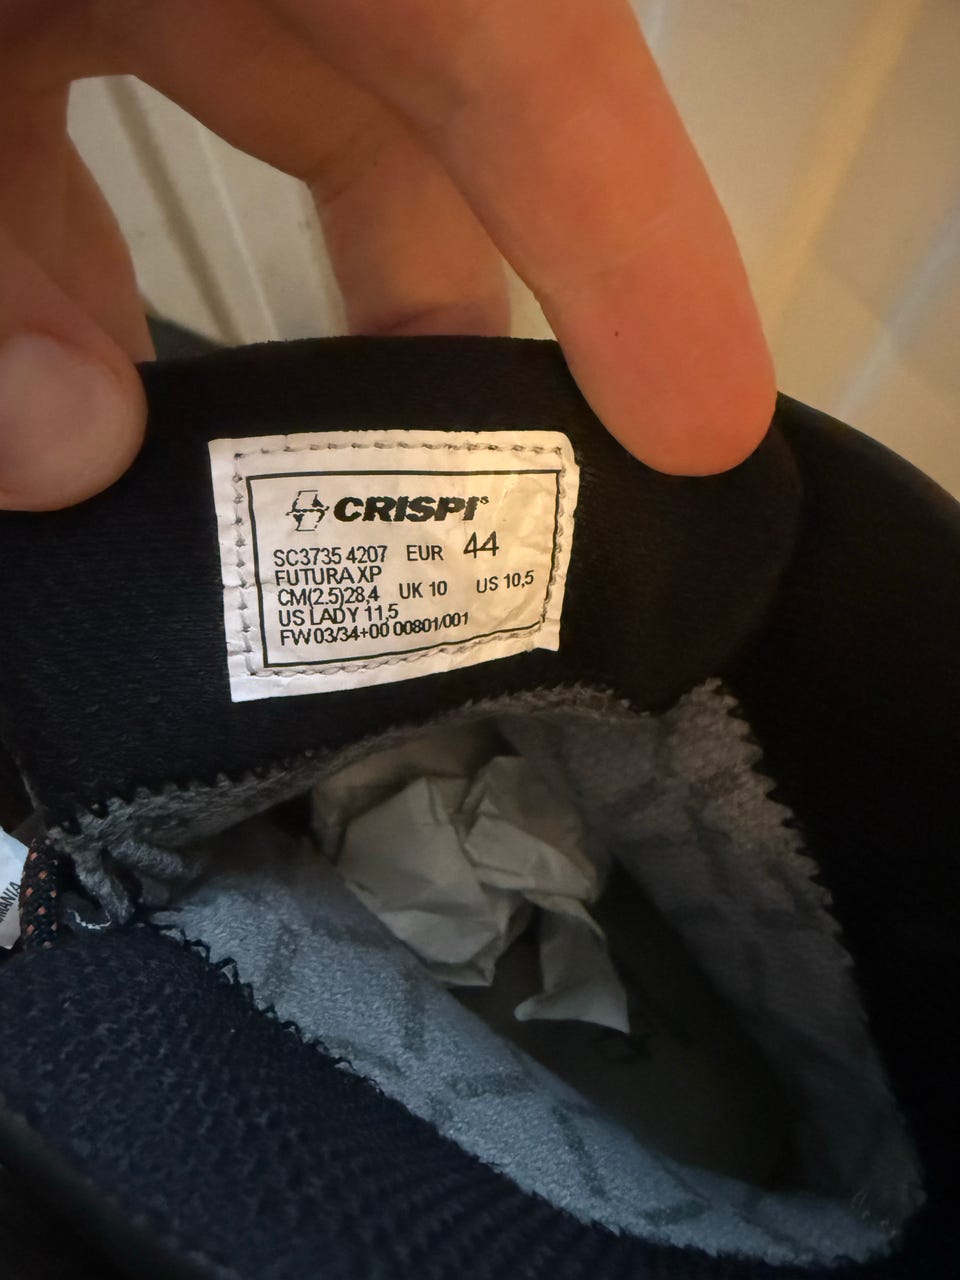 CRISPI®
SC3735 4207 EUR 44
FUTURA XP
CM(2.5)28,4 UK 10 US 10,5
US LADY 11,5
FW 03/34+00 00801/001